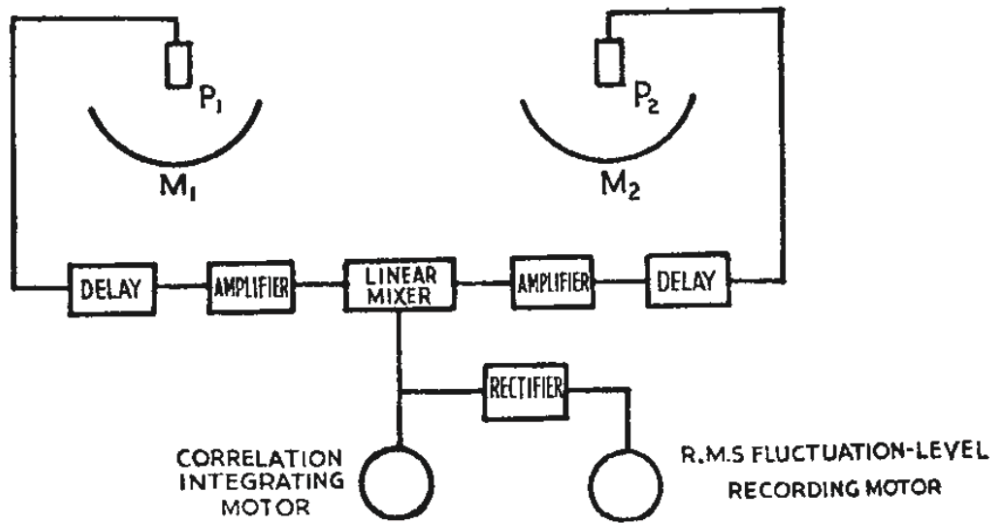 P1
P2
M1
M2
DELAY
AMPLIFIER
LINEAR
MIXER
AMPLIFIER
DELAY
RECTIFIER
CORRELATION
INTEGRATING
MOTOR
R.M.S FLUCTUATION-LEVEL
RECORDING MOTOR